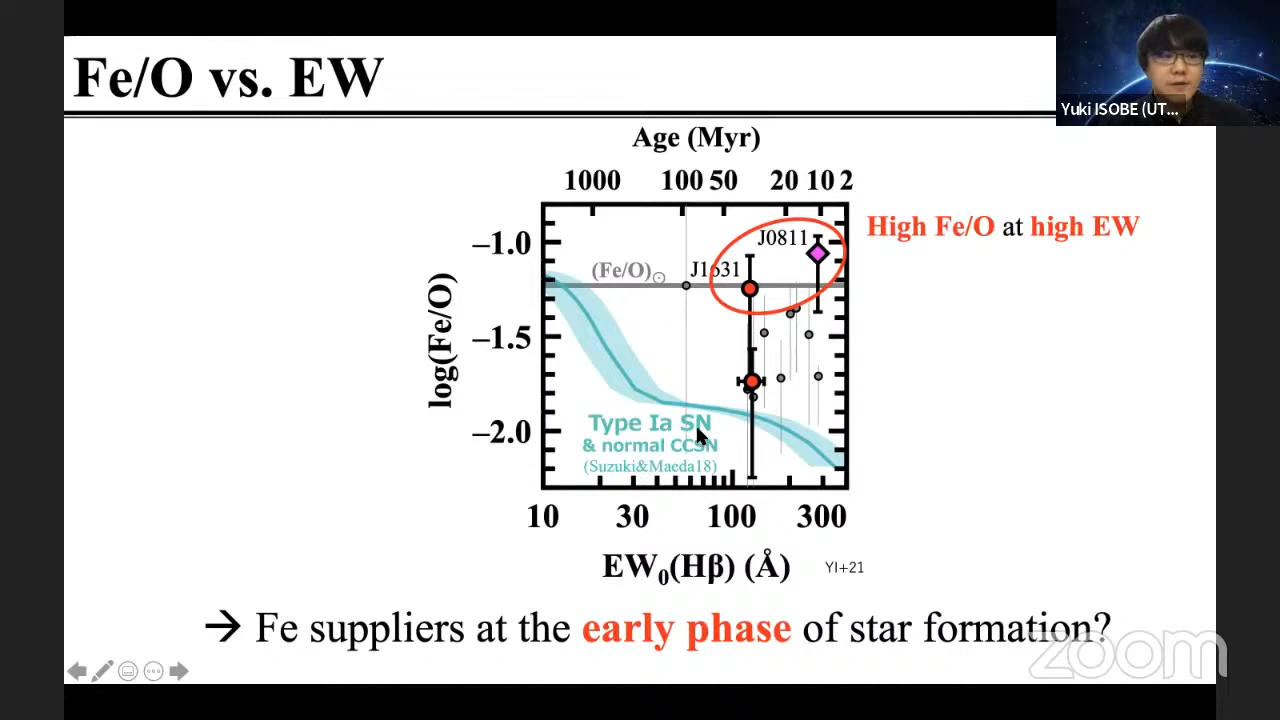 Fe/O vs. EW
Yuki ISOBE (UT...
Age (Myr)
1000 100 50 20 10 2
High Fe/O at high EW
J0811
–1.0
(Fe/O)☉
J1631
–1.5
log(Fe/O)
–2.0
Type Ia SN
& normal CCSN
(Suzuki&Maeda18)
10 30 100 300
EW₀(Hβ) (Å)
YI+21
→ Fe suppliers at the early phase of star formation?
zoom